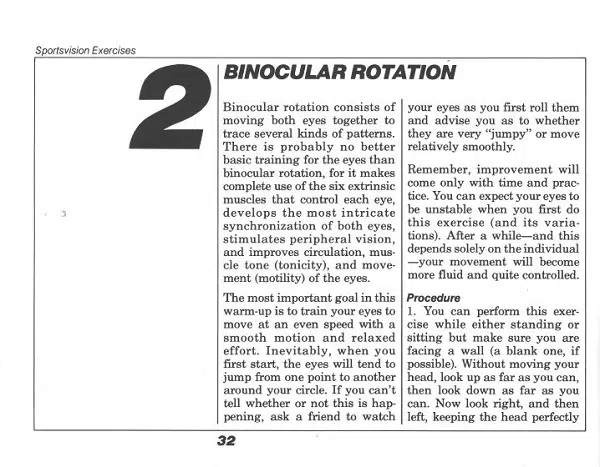 Sportsvision Exercises
2
BINOCULAR ROTATION
Binocular rotation consists of
moving both eyes together to
trace several kinds of patterns.
There is probably no better
basic training for the eyes than
binocular rotation, for it makes
complete use of the six extrinsic
muscles that control each eye,
develops the most intricate
synchronization of both eyes,
stimulates peripheral vision,
and improves circulation, mus-
cle tone (tonicity), and move-
ment (motility) of the eyes.
The most important goal in this
warm-up is to train your eyes to
move at an even speed with a
smooth motion and relaxed
effort. Inevitably, when you
first start, the eyes will tend to
jump from one point to another
around your circle. If you can't
tell whether or not this is hap-
pening, ask a friend to watch
your eyes as you first roll them
and advise you as to whether
they are very "jumpy" or move
relatively smoothly.
Remember, improvement will
come only with time and prac-
tice. You can expect your eyes to
be unstable when you first do
this exercise (and its varia-
tions). After a while—and this
depends solely on the individual
—your movement will become
more fluid and quite controlled.
Procedure
1. You can perform this exer-
cise while either standing or
sitting but make sure you are
facing a wall (a blank one, if
possible). Without moving your
head, look up as far as you can,
then look down as far as you
can. Now look right, and then
left, keeping the head perfectly
32